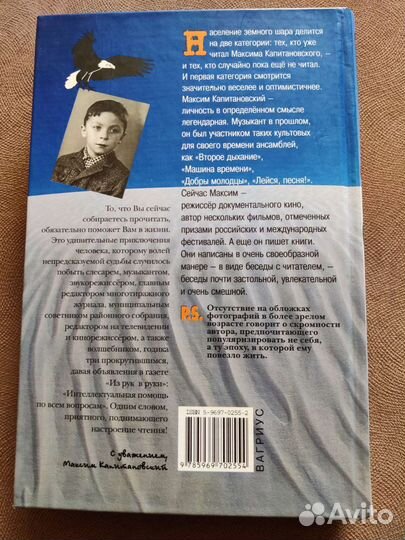 Население земного шара делится
на две категории: тех, кто уже
читал Максима Капитановского, –
и тех, кто случайно пока ещё не читал.
И первая категория смотрится
значительно веселее и оптимистичнее.
Максим Капитановский –
личность в определённом смысле
легендарная. Музыкант в прошлом,
он был участником таких культовых
для своего времени ансамблей,
как «Второе дыхание»,
«Машина времени»,
«Добры молодцы», «Лейся, песня!».
Сейчас Максим –
режиссёр документального кино,
автор нескольких фильмов, отмеченных
призами российских и международных
фестивалей. А еще он пишет книги.
Они написаны в очень своеобразной
манере – в виде беседы с читателем, –
беседы почти застольной, увлекательной
и очень смешной.
P.S. Отсутствие на обложках
фотографий в более зрелом
возрасте говорит о скромности
автора, предпочитающего
популяризировать не себя,
а ту эпоху, в которой ему
повезло жить.
То, что Вы сейчас
собираетесь прочитать,
обязательно поможет Вам в жизни.
Это удивительные приключения
человека, которому волей
непредсказуемой судьбы случилось
побыть слесарем, музыкантом,
звукорежиссёром, главным
редактором многотиражного
журнала, муниципальным
советником районного собрания,
редактором на телевидении
и кинорежиссёром, а также
волшебником, годика
три прокрутившимся,
давая объявления в газете
«Из рук в руки»:
«Интеллектуальная помощь
по всем вопросам». Одним словом,
приятного, поднимающего
настроение чтения!
С уважением,
Максим Капитановский
ISBN 5-9697-0255-2
9 785969 702554
ВАГРИУС
Avito